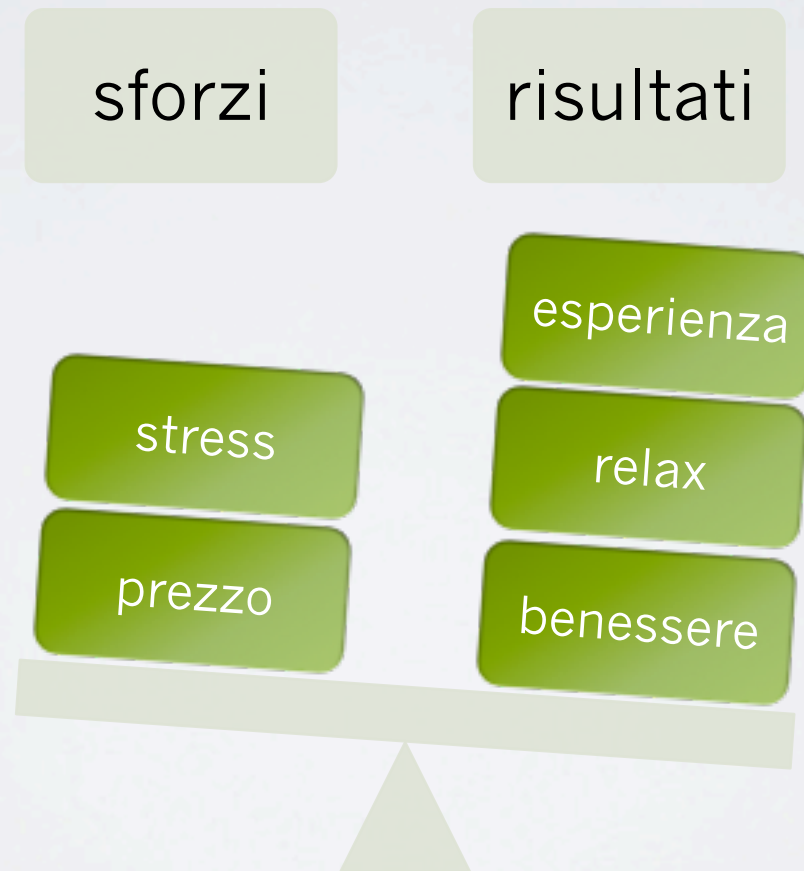 sforzi
risultati
esperienza
stress
relax
prezzo
benessere